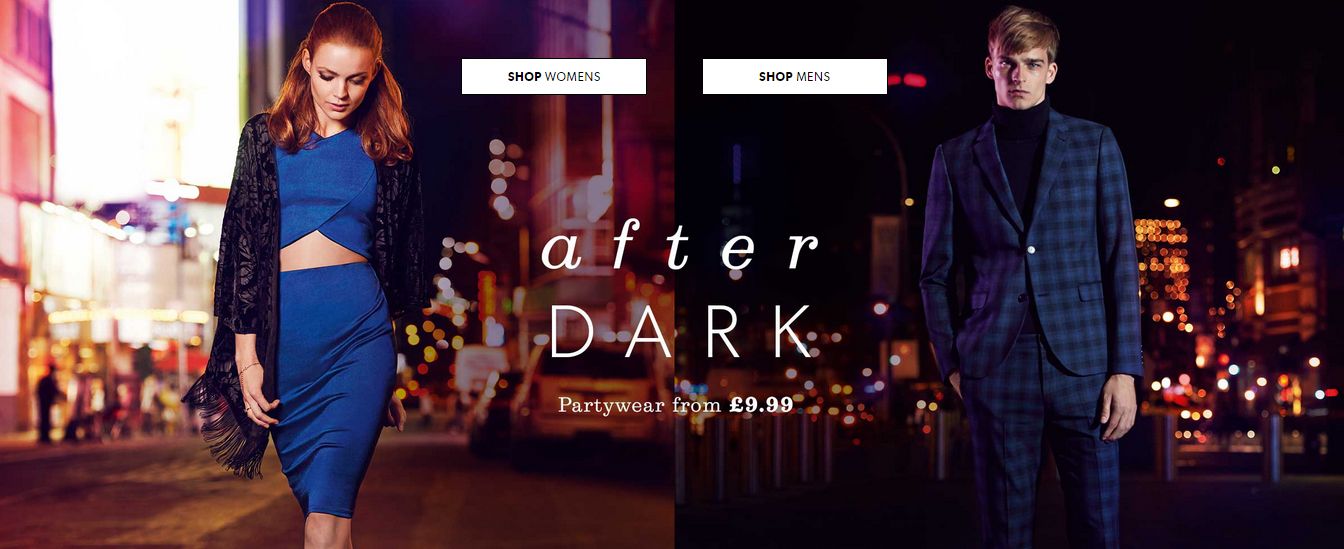 SHOP WOMENS
SHOP MENS
after
DARK
Partywear from £9.99